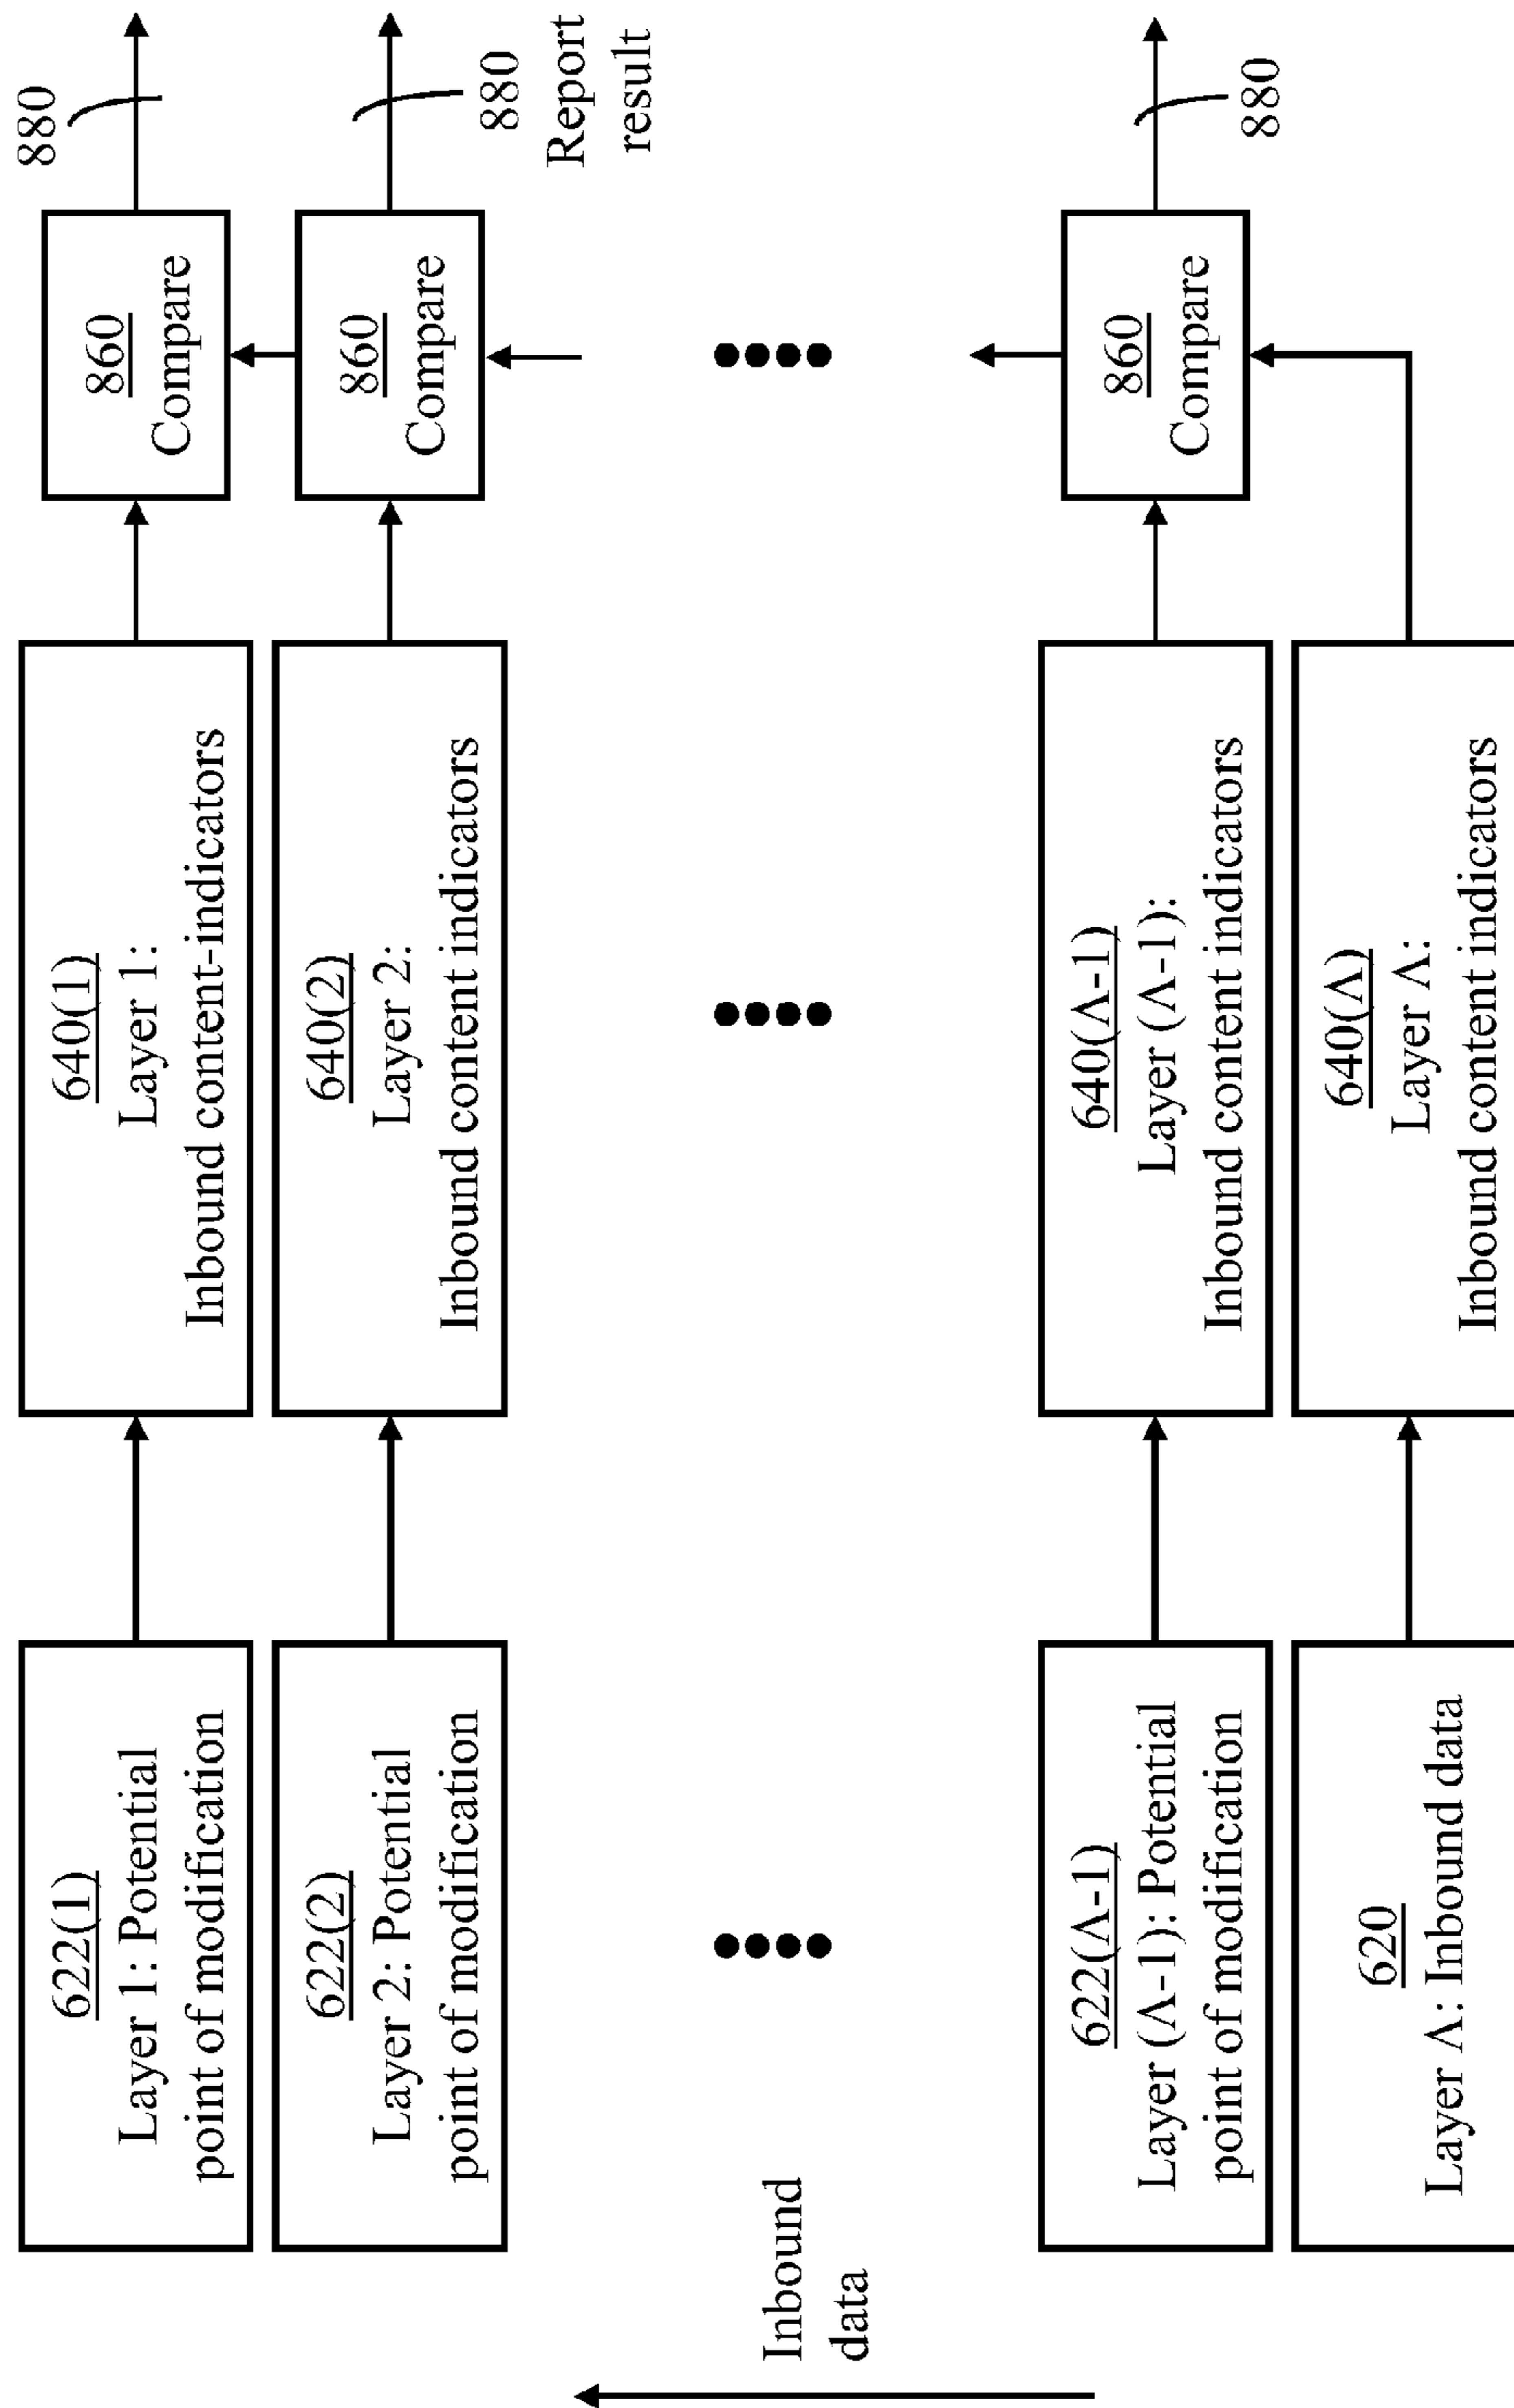 622(1)
Layer 1: Potential
point of modification
640(1)
Layer 1:
Inbound content-indicators
860
Compare
880
622(2)
Layer 2: Potential
point of modification
640(2)
Layer 2:
Inbound content indicators
860
Compare
880
Report
result
Inbound
data
622(Λ-1)
Layer (Λ-1): Potential
point of modification
640(Λ-1)
Layer (Λ-1):
Inbound content indicators
860
Compare
880
620
Layer Λ: Inbound data
640(Λ)
Layer Λ:
Inbound content indicators